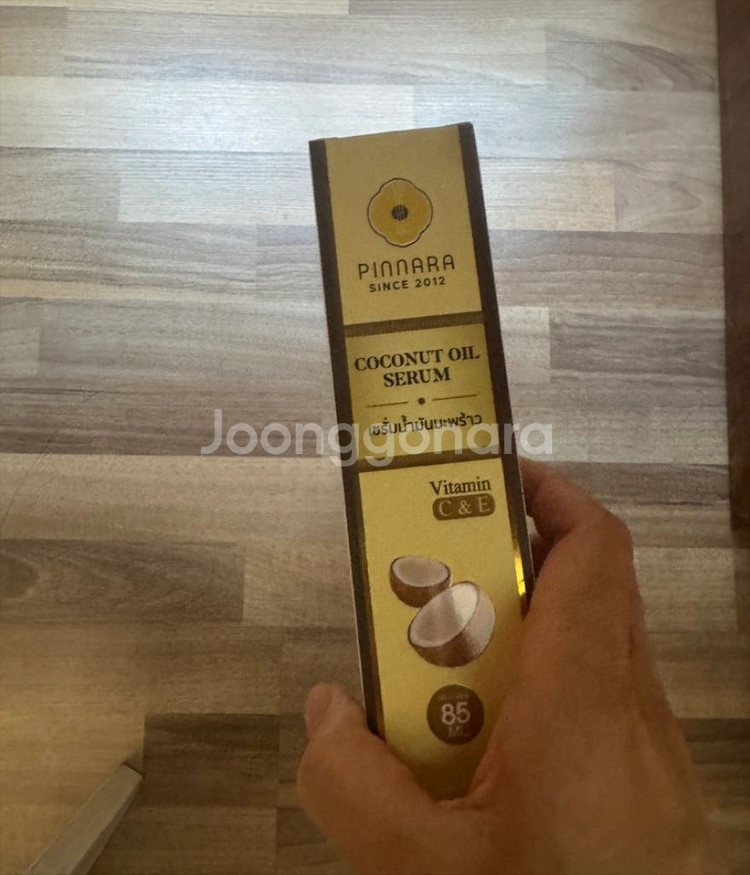 PINNARA
SINCE 2012
COCONUT OIL
SERUM
เซรั่มน้ำมันมะพร้าว
Joonggonara
Vitamin
C & E
85
ML